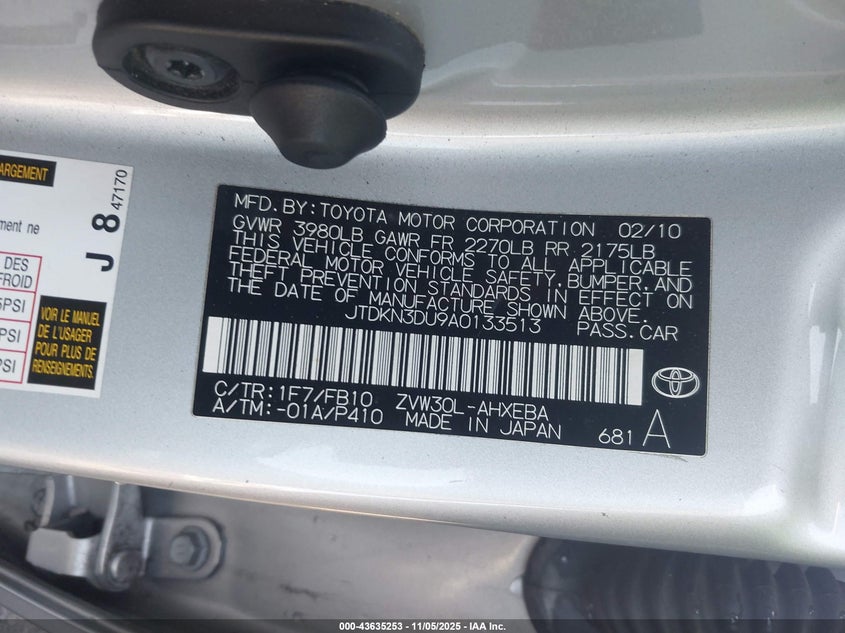 ARGEMENT
ment ne
DES
FROID
PSI
PSI
J 8
47170
VOIR LE MANUEL
DE L'USAGER
POUR PLUS DE
RENSEIGNEMENTS.
MFD. BY: TOYOTA MOTOR CORPORATION 02/10
GVWR 3980LB GAWR FR 2270LB RR 2175LB
THIS VEHICLE CONFORMS TO ALL APPLICABLE
FEDERAL MOTOR VEHICLE SAFETY, BUMPER, AND
THEFT PREVENTION STANDARDS IN EFFECT ON
THE DATE OF MANUFACTURE SHOWN ABOVE.
JTDKN3DU9A0133513 PASS.CAR
C/TR: 1F7/FB10 ZVW30L-AHXEBA
A/TM: -01A/P410 MADE IN JAPAN
681 A
000-43635253 - 11/05/2025 - IAA Inc.